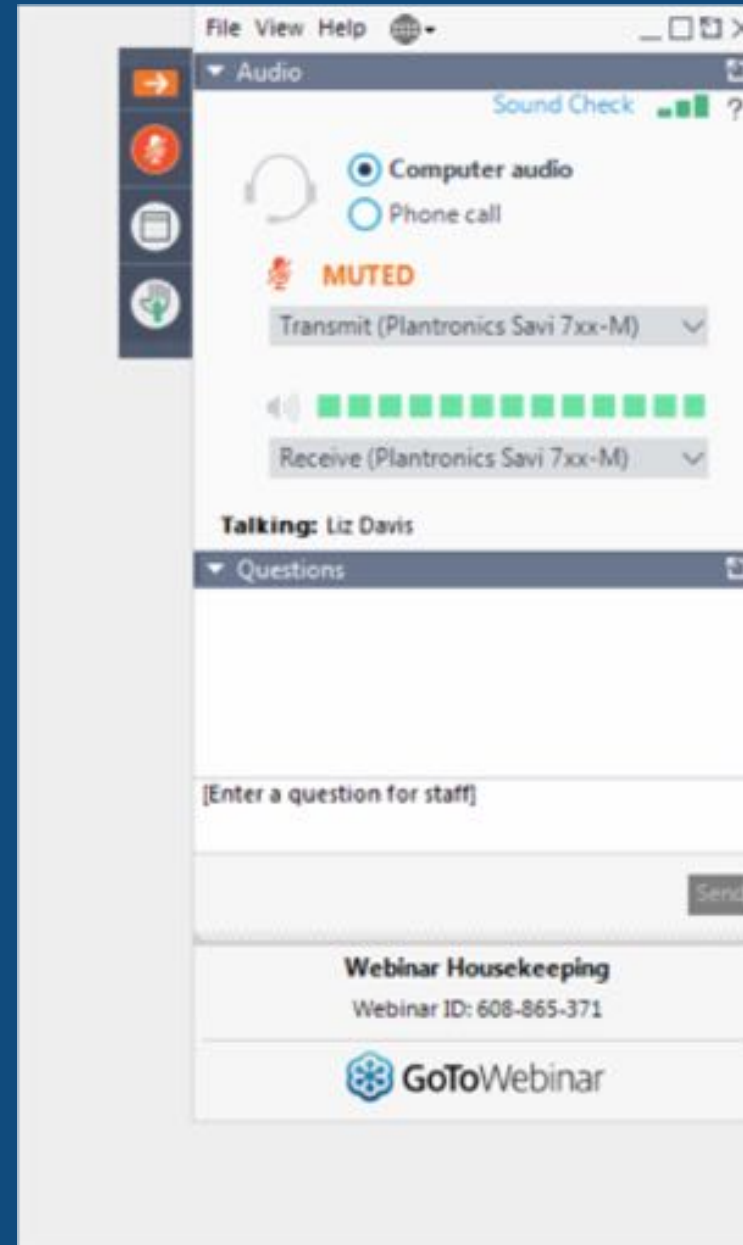 File View Help
Audio
Sound Check ?
Computer audio
Phone call
MUTED
Transmit (Plantronics Savi 7xx-M)
Receive (Plantronics Savi 7xx-M)
Talking: Liz Davis
Questions
[Enter a question for staff]
Send
Webinar Housekeeping
Webinar ID: 608-865-371
GoToWebinar